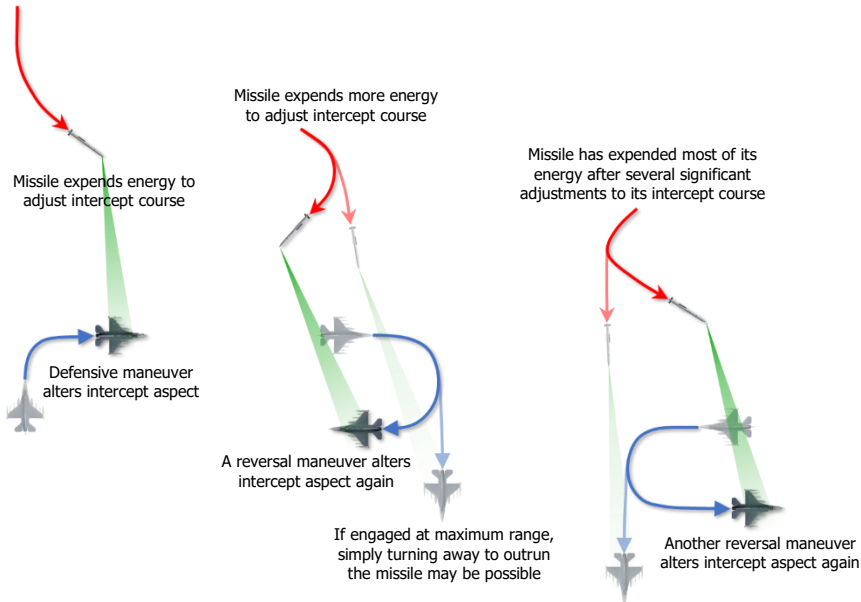 Missile expends energy to
adjust intercept course
Defensive maneuver
alters intercept aspect
Missile expends more energy
to adjust intercept course
A reversal maneuver alters
intercept aspect again
If engaged at maximum range,
simply turning away to outrun
the missile may be possible
Missile has expended most of its
energy after several significant
adjustments to its intercept course
Another reversal maneuver
alters intercept aspect again